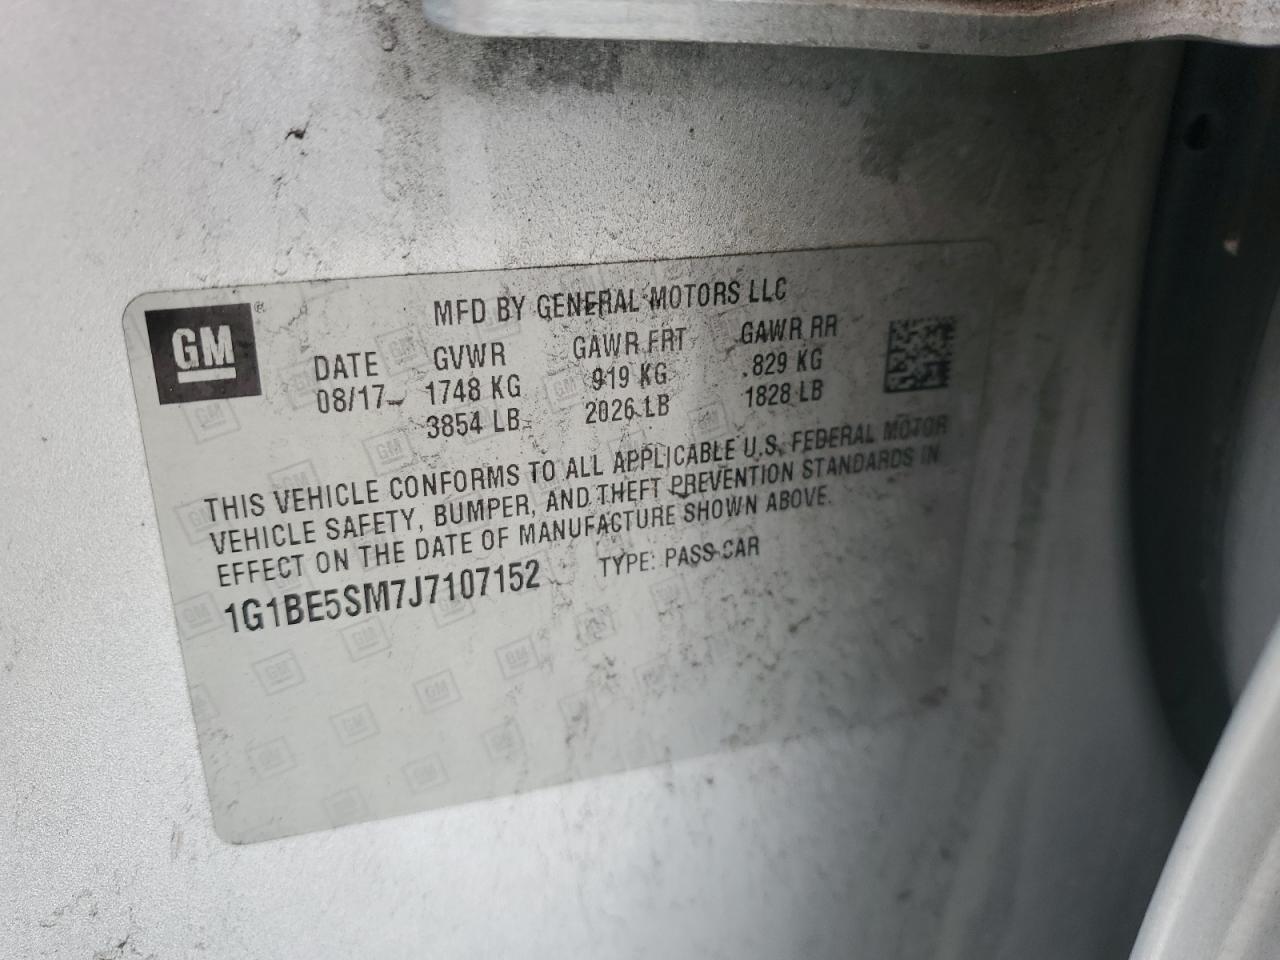 GM®
MFD BY GENERAL MOTORS LLC
DATE GVWR GAWR FRT GAWR RR
08/17 1748 KG 919 KG 829 KG
3854 LB 2026 LB 1828 LB
THIS VEHICLE CONFORMS TO ALL APPLICABLE U.S. FEDERAL MOTOR
VEHICLE SAFETY, BUMPER, AND THEFT PREVENTION STANDARDS IN
EFFECT ON THE DATE OF MANUFACTURE SHOWN ABOVE.
1G1BE5SM7J7107152 TYPE: PASS CAR